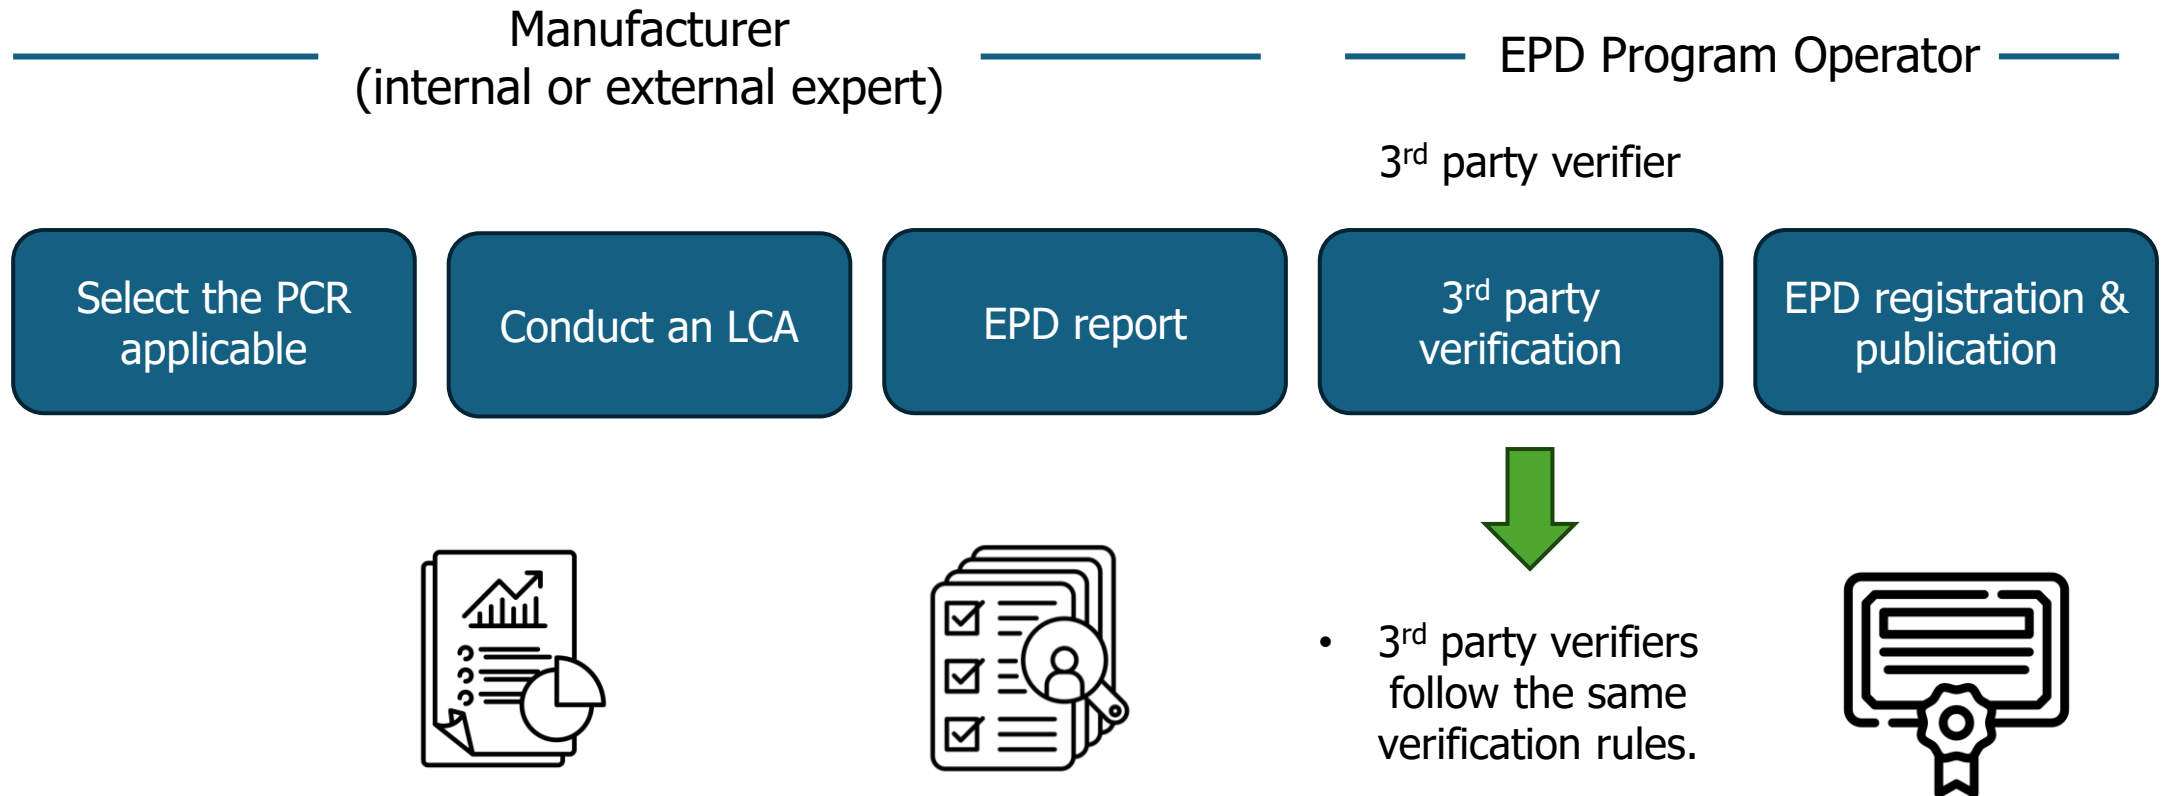 Manufacturer
(internal or external expert)
EPD Program Operator
3rd party verifier
Select the PCR
applicable
Conduct an LCA
EPD report
3rd party
verification
EPD registration &
publication
• 3rd party verifiers
follow the same
verification rules.